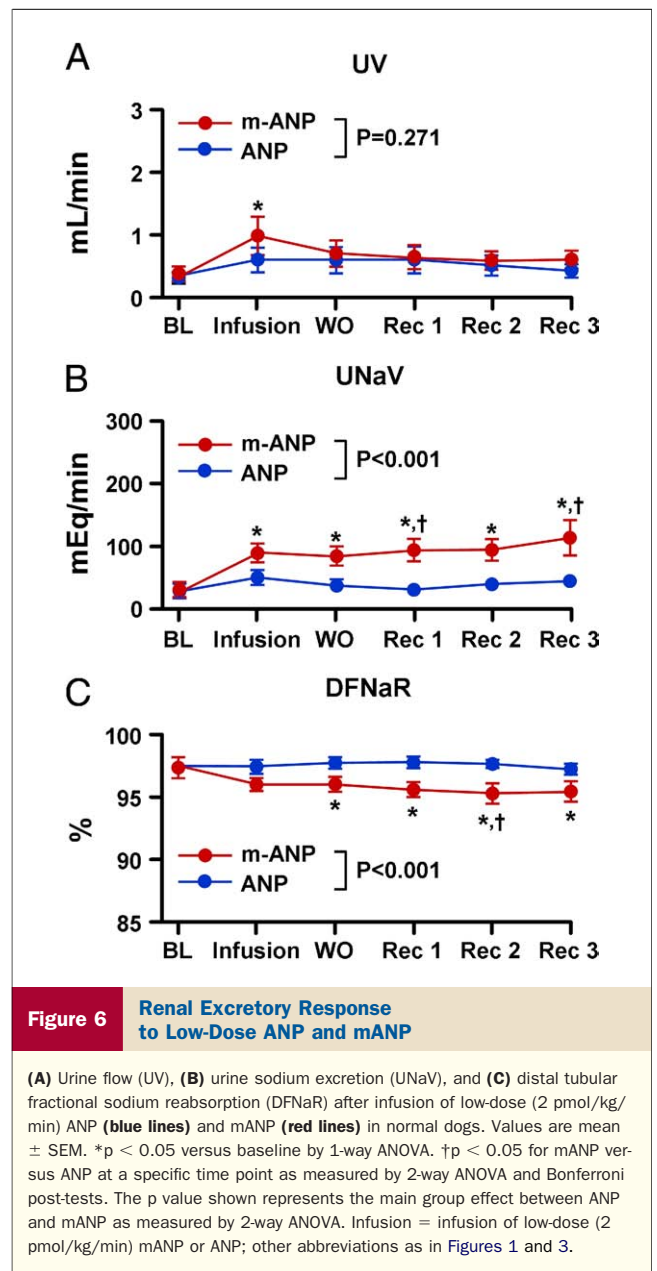 A
UV
3
2
1
0
mL/min
m-ANP
ANP
P=0.271
*
BL Infusion WO Rec 1 Rec 2 Rec 3
B
UNaV
300
200
100
0
mEq/min
m-ANP
ANP
P<0.001
* * *,† * *,†
BL Infusion WO Rec 1 Rec 2 Rec 3
C
DFNaR
100
95
90
85
%
* * *,† *
m-ANP
ANP
P<0.001
BL Infusion WO Rec 1 Rec 2 Rec 3
Figure 6
Renal Excretory Response
to Low-Dose ANP and mANP
(A) Urine flow (UV), (B) urine sodium excretion (UNaV), and (C) distal tubular
fractional sodium reabsorption (DFNaR) after infusion of low-dose (2 pmol/kg/
min) ANP (blue lines) and mANP (red lines) in normal dogs. Values are mean
± SEM. *p < 0.05 versus baseline by 1-way ANOVA. †p < 0.05 for mANP ver-
sus ANP at a specific time point as measured by 2-way ANOVA and Bonferroni
post-tests. The p value shown represents the main group effect between ANP
and mANP as measured by 2-way ANOVA. Infusion = infusion of low-dose (2
pmol/kg/min) mANP or ANP; other abbreviations as in Figures 1 and 3.